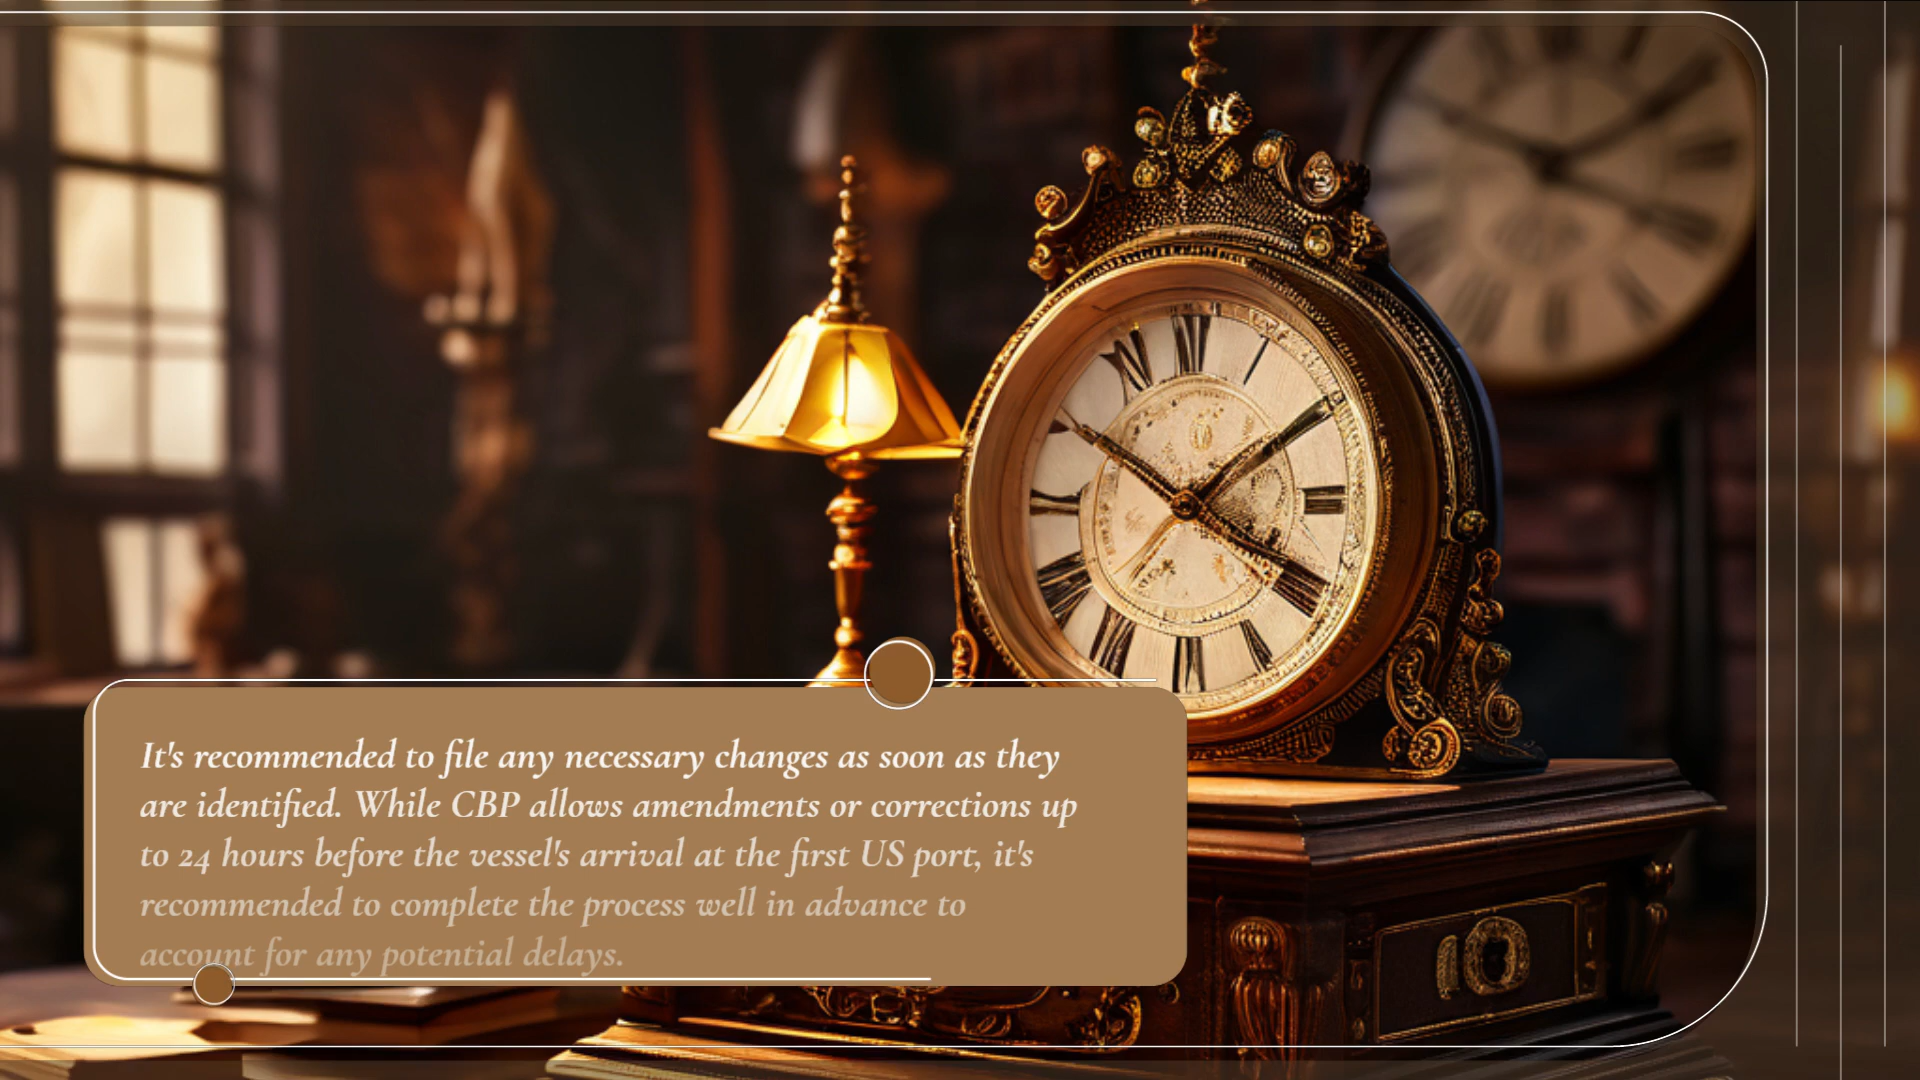 It's recommended to file any necessary changes as soon as they
are identified. While CBP allows amendments or corrections up
to 24 hours before the vessel's arrival at the first US port, it's
recommended to complete the process well in advance to
account for any potential delays.